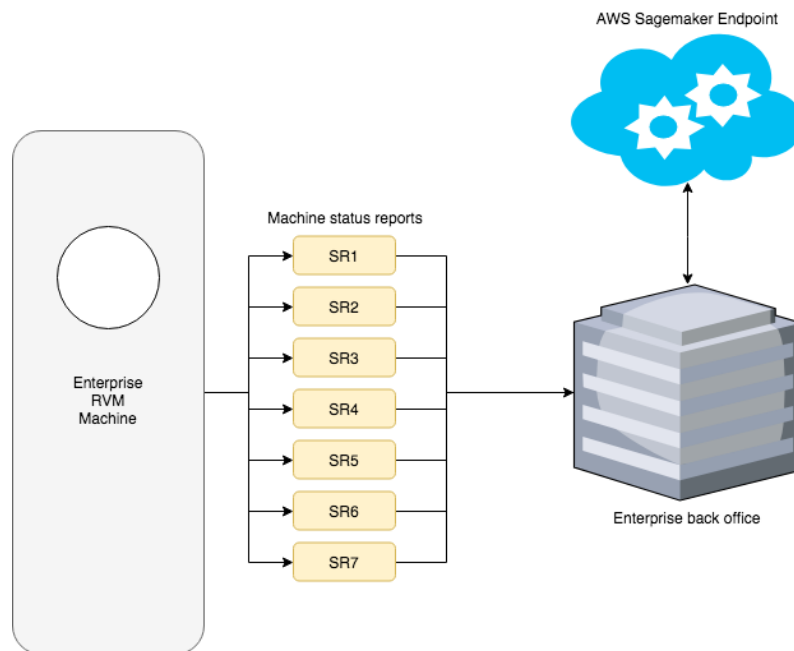 AWS Sagemaker Endpoint
Machine status reports
SR1
SR2
SR3
SR4
SR5
SR6
SR7
Enterprise
RVM
Machine
Enterprise back office